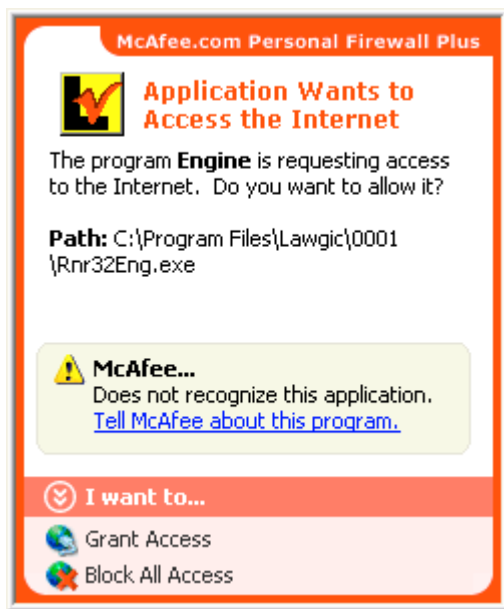 McAfee.com Personal Firewall Plus
Application Wants to
Access the Internet
The program Engine is requesting access
to the Internet. Do you want to allow it?
Path: C:\Program Files\Lawgic\0001
\Rnr32Eng.exe
McAfee...
Does not recognize this application.
Tell McAfee about this program.
I want to...
Grant Access
Block All Access